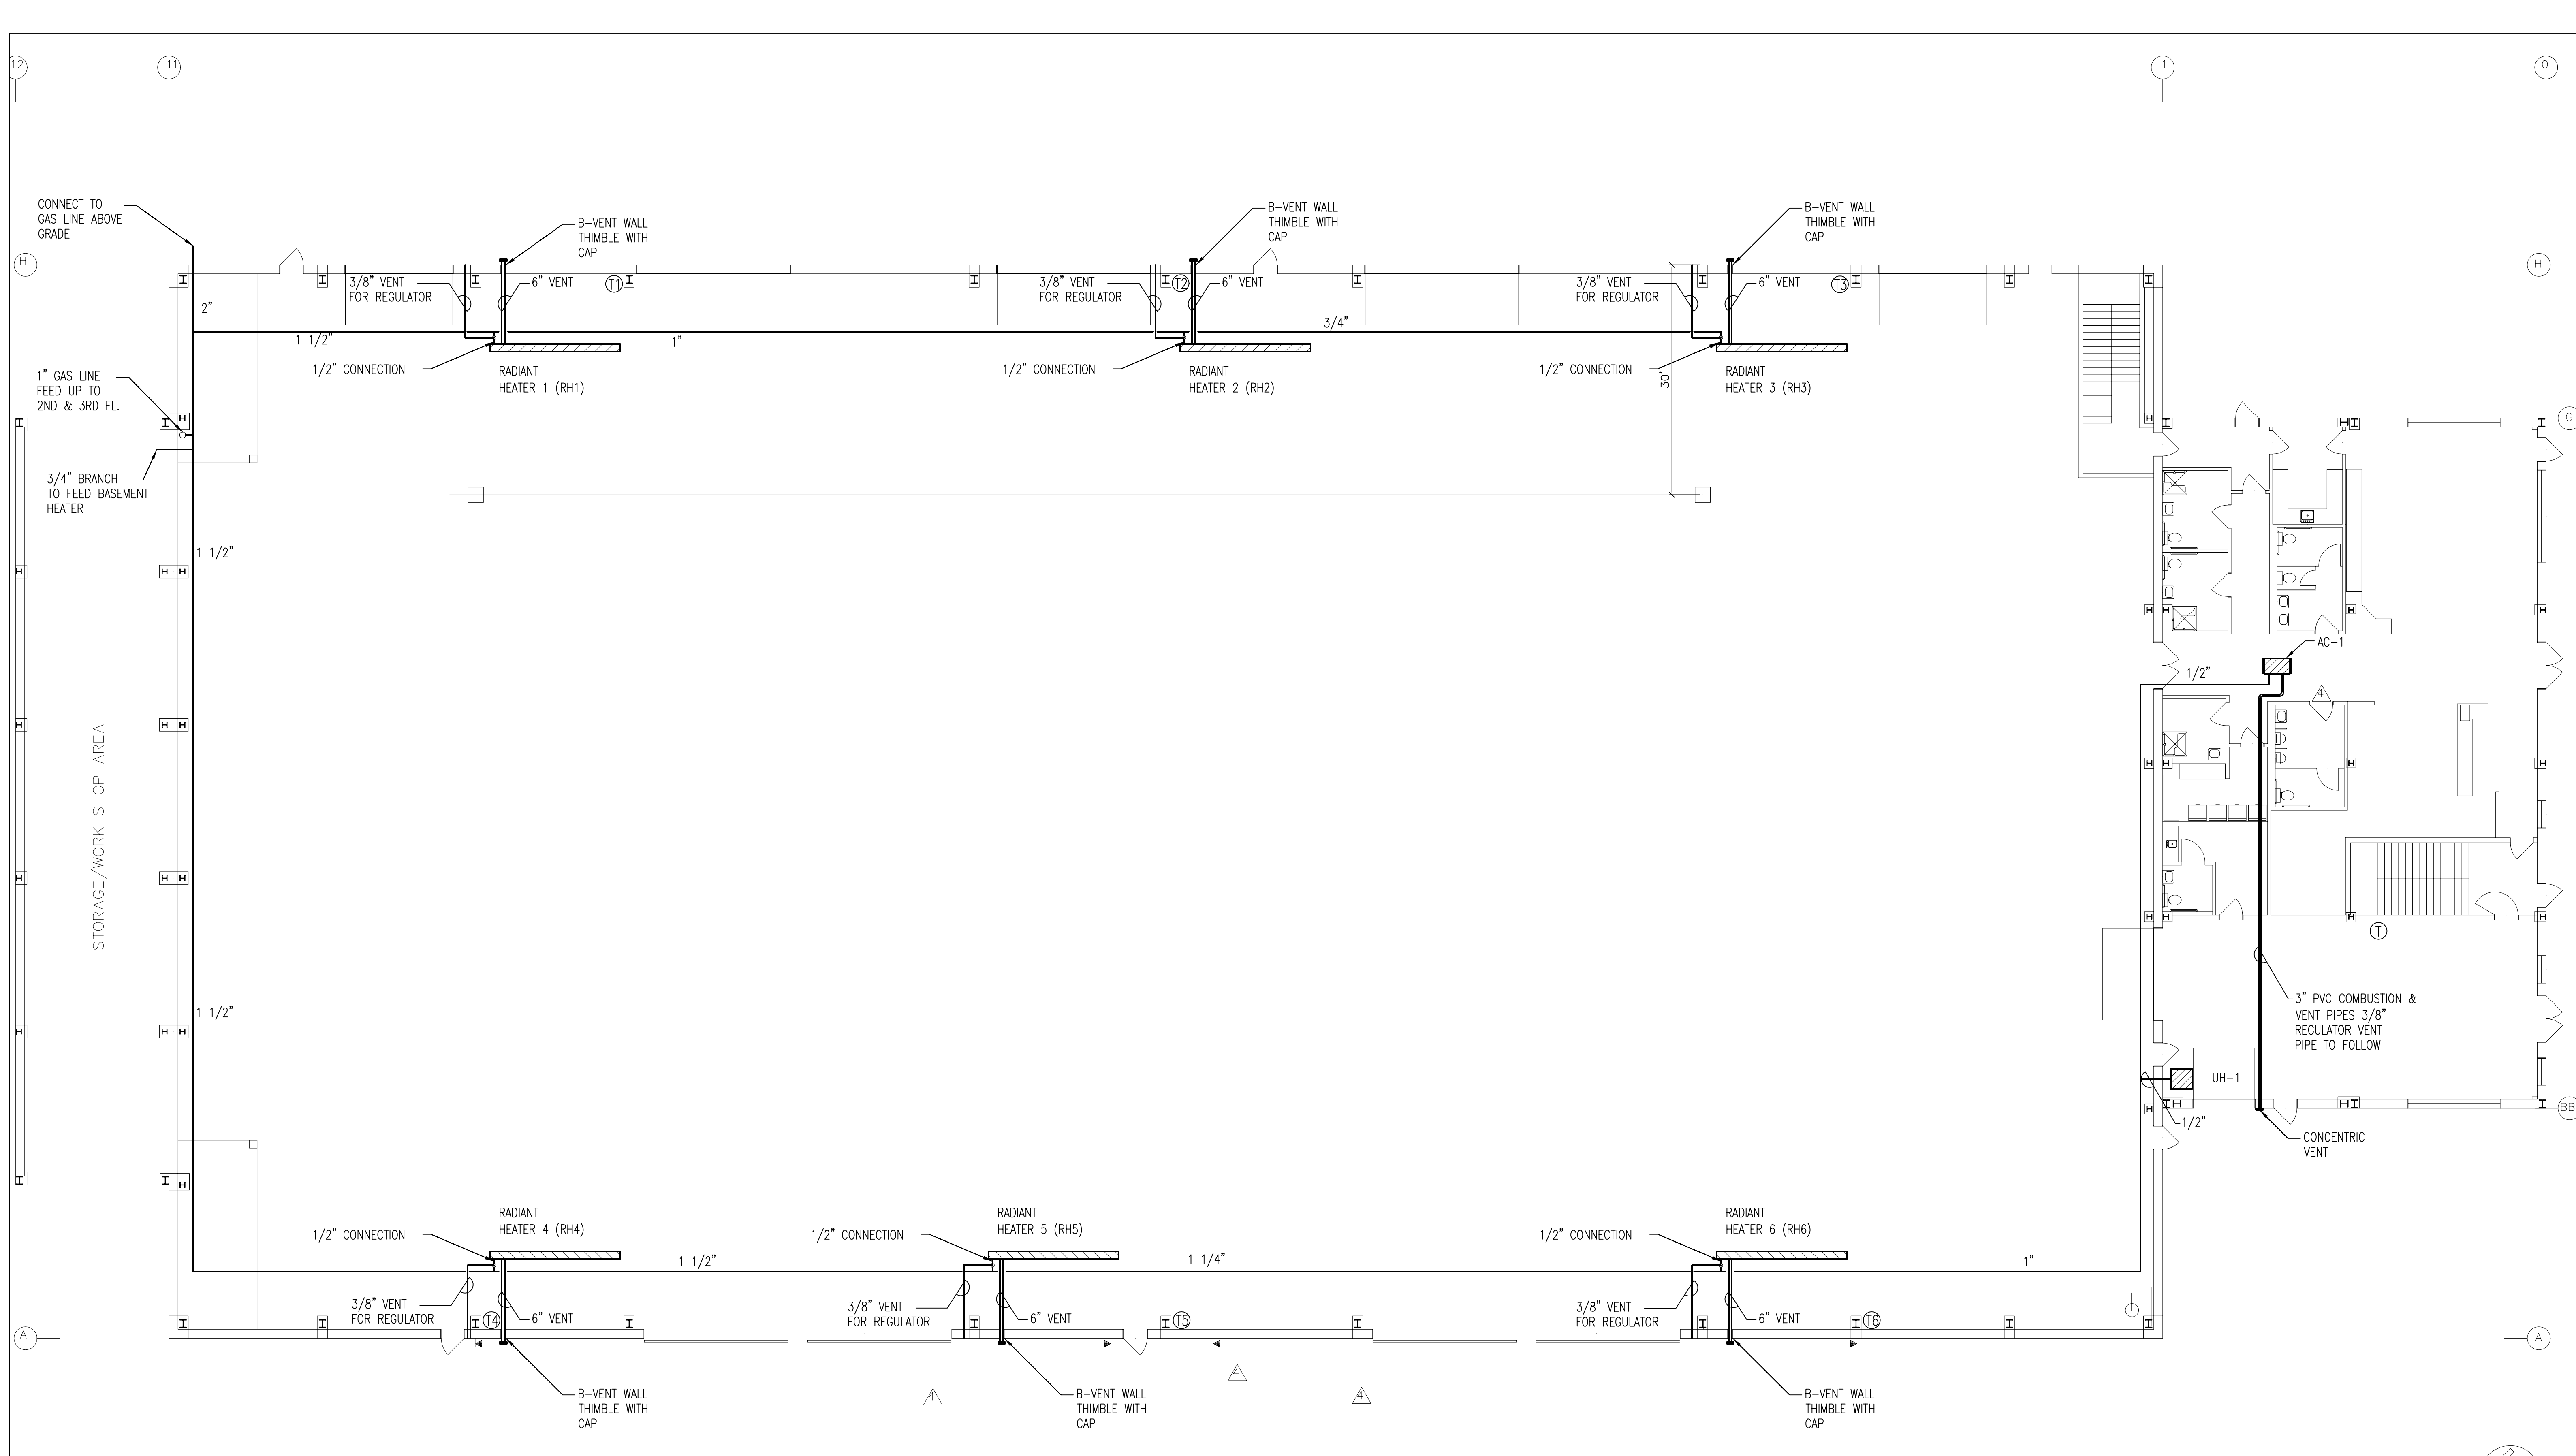 12
11
1
0
CONNECT TO
GAS LINE ABOVE
GRADE
B-VENT WALL
THIMBLE WITH
CAP
B-VENT WALL
THIMBLE WITH
CAP
B-VENT WALL
THIMBLE WITH
CAP
H
H
3/8" VENT
FOR REGULATOR
6" VENT
T1
3/8" VENT
FOR REGULATOR
T2
6" VENT
3/8" VENT
FOR REGULATOR
6" VENT
T3
2"
1 1/2"
1"
3/4"
1/2" CONNECTION
RADIANT
HEATER 1 (RH1)
1/2" CONNECTION
RADIANT
HEATER 2 (RH2)
1/2" CONNECTION
RADIANT
HEATER 3 (RH3)
30'
1" GAS LINE
FEED UP TO
2ND & 3RD FL.
G
3/4" BRANCH
TO FEED BASEMENT
HEATER
1 1/2"
AC-1
1/2"
4
STORAGE/WORK SHOP AREA
T
1 1/2"
3" PVC COMBUSTION &
VENT PIPES 3/8"
REGULATOR VENT
PIPE TO FOLLOW
UH-1
BB
1/2"
CONCENTRIC
VENT
RADIANT
HEATER 4 (RH4)
1/2" CONNECTION
RADIANT
HEATER 5 (RH5)
1/2" CONNECTION
RADIANT
HEATER 6 (RH6)
1/2" CONNECTION
1 1/2"
1 1/4"
1"
3/8" VENT
FOR REGULATOR
T4
6" VENT
3/8" VENT
FOR REGULATOR
6" VENT
T5
3/8" VENT
FOR REGULATOR
6" VENT
T6
A
A
4
4
4
B-VENT WALL
THIMBLE WITH
CAP
B-VENT WALL
THIMBLE WITH
CAP
B-VENT WALL
THIMBLE WITH
CAP